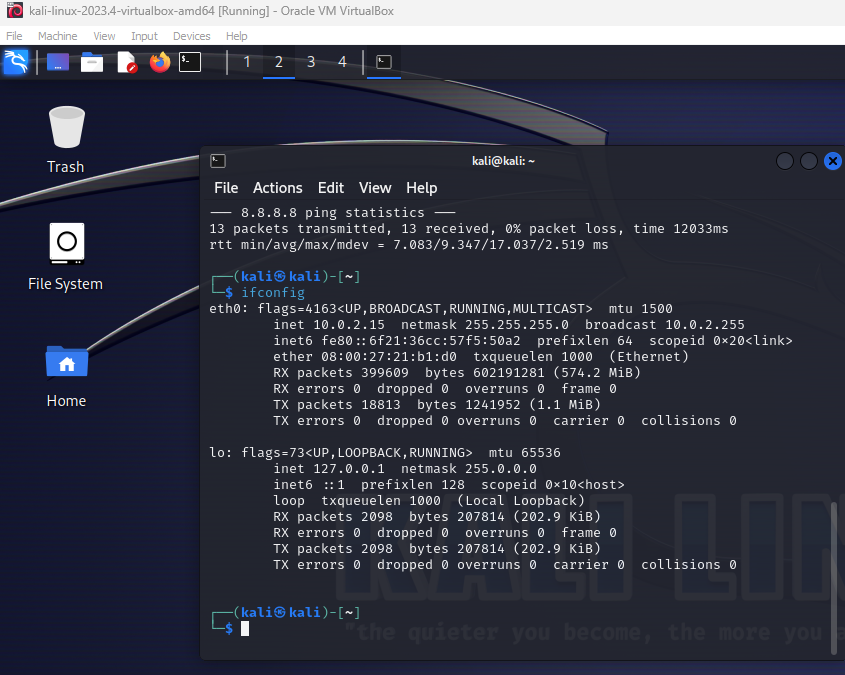 kali-linux-2023.4-virtualbox-amd64 [Running] - Oracle VM VirtualBox
File Machine View Input Devices Help
1 2 3 4
Trash
File System
Home
kali@kali: ~
File Actions Edit View Help
--- 8.8.8.8 ping statistics ---
13 packets transmitted, 13 received, 0% packet loss, time 12033ms
rtt min/avg/max/mdev = 7.083/9.347/17.037/2.519 ms
┌──(kali㉿kali)-[~]
└─$ ifconfig
eth0: flags=4163<UP,BROADCAST,RUNNING,MULTICAST>  mtu 1500
inet 10.0.2.15  netmask 255.255.255.0  broadcast 10.0.2.255
inet6 fe80::6f21:36cc:57f5:50a2  prefixlen 64  scopeid 0×20<link>
ether 08:00:27:21:b1:d0  txqueuelen 1000  (Ethernet)
RX packets 399609  bytes 602191281 (574.2 MiB)
RX errors 0  dropped 0  overruns 0  frame 0
TX packets 18813  bytes 1241952 (1.1 MiB)
TX errors 0  dropped 0 overruns 0  carrier 0  collisions 0
lo: flags=73<UP,LOOPBACK,RUNNING>  mtu 65536
inet 127.0.0.1  netmask 255.0.0.0
inet6 ::1  prefixlen 128  scopeid 0×10<host>
loop  txqueuelen 1000  (Local Loopback)
RX packets 2098  bytes 207814 (202.9 KiB)
RX errors 0  dropped 0  overruns 0  frame 0
TX packets 2098  bytes 207814 (202.9 KiB)
TX errors 0  dropped 0 overruns 0  carrier 0  collisions 0
┌──(kali㉿kali)-[~]
└─$
KALI LIN
"the quieter you become, the more you a